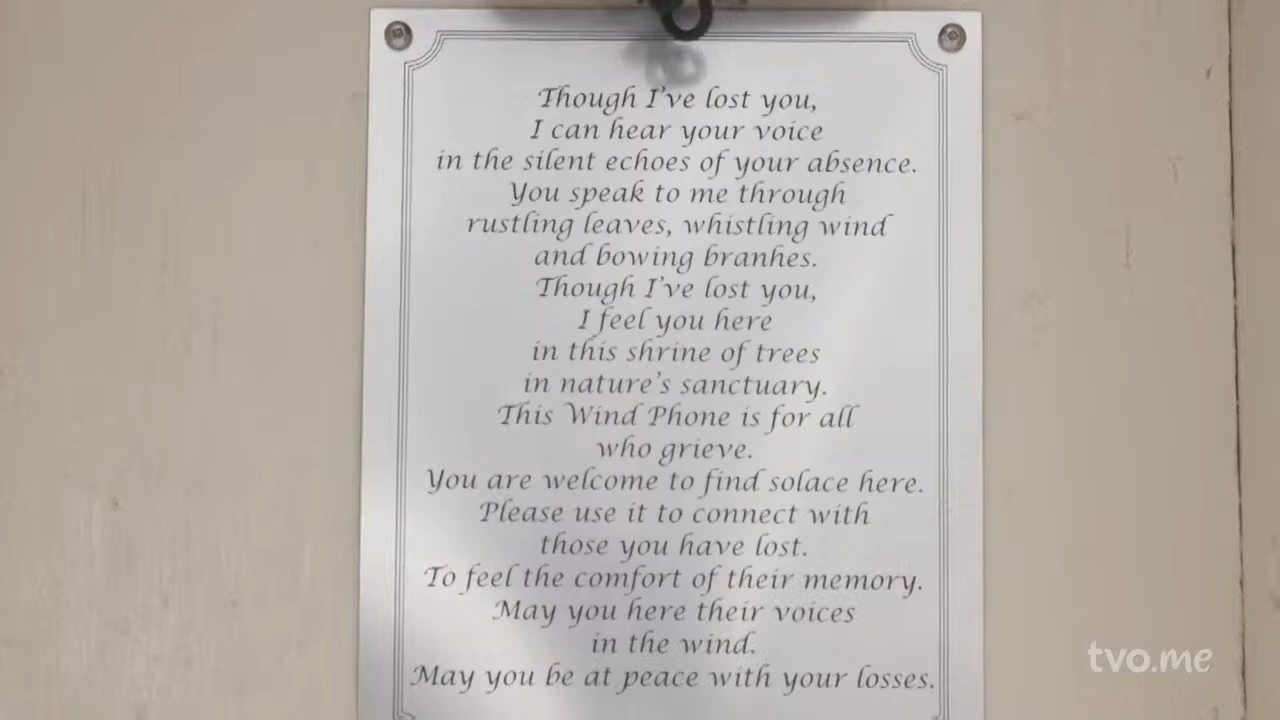 Though I've lost you,
I can hear your voice
in the silent echoes of your absence.
You speak to me through
rustling leaves, whistling wind
and bowing branhes.
Though I've lost you,
I feel you here
in this shrine of trees
in nature's sanctuary.
This Wind Phone is for all
who grieve.
You are welcome to find solace here.
Please use it to connect with
those you have lost.
To feel the comfort of their memory.
May you here their voices
in the wind.
May you be at peace with your losses.
tvo.me